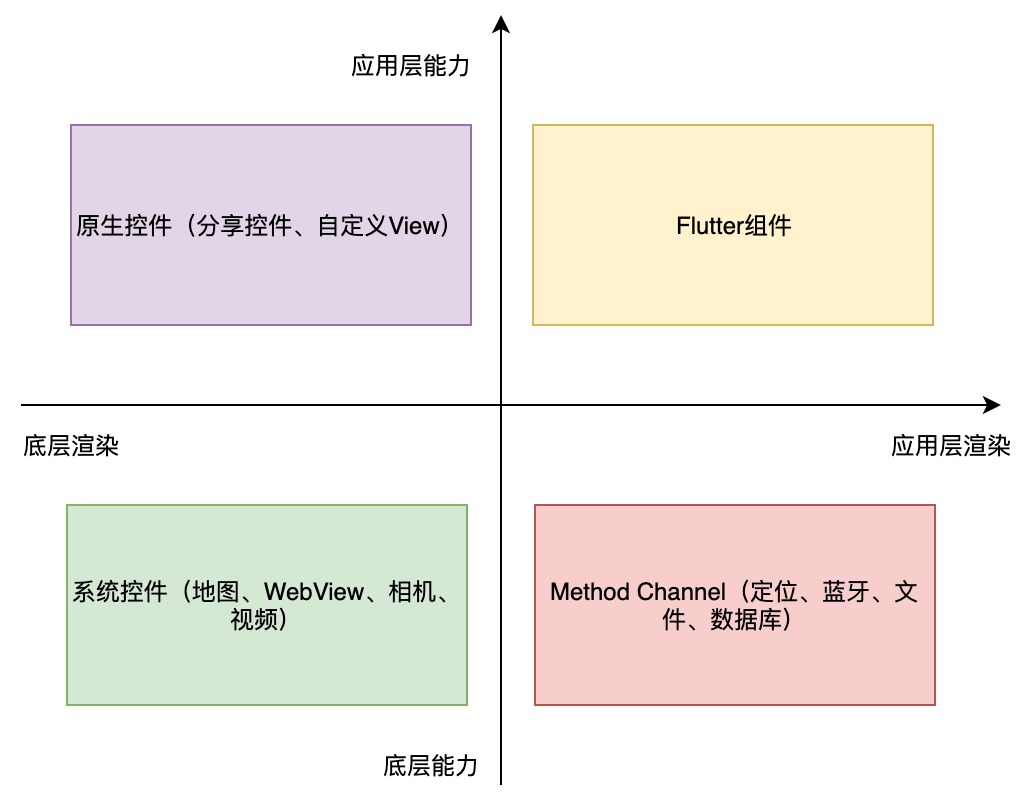 应用层能力
原生控件（分享控件、自定义View）
Flutter组件
底层渲染
应用层渲染
系统控件（地图、WebView、相机、
视频）
Method Channel（定位、蓝牙、文
件、数据库）
底层能力